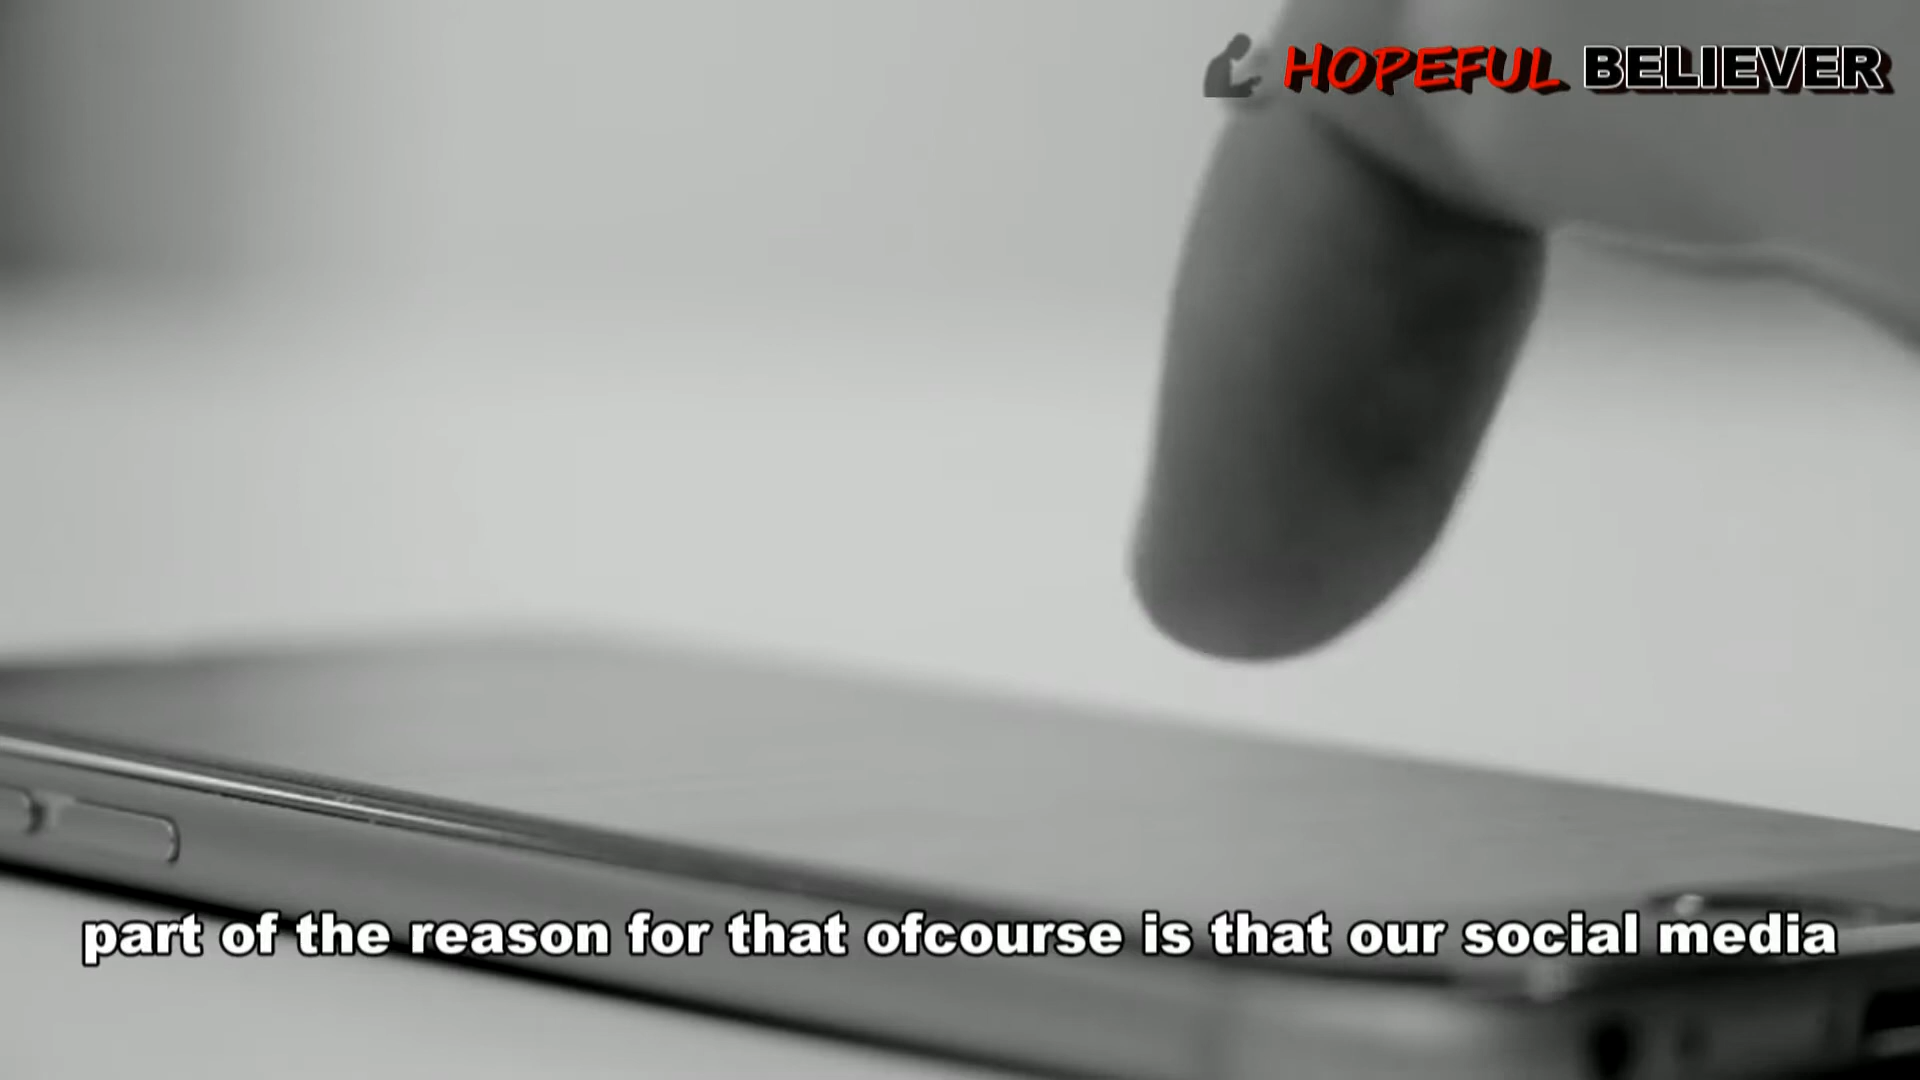 HOPEFUL BELIEVER
part of the reason for that ofcourse is that our social media